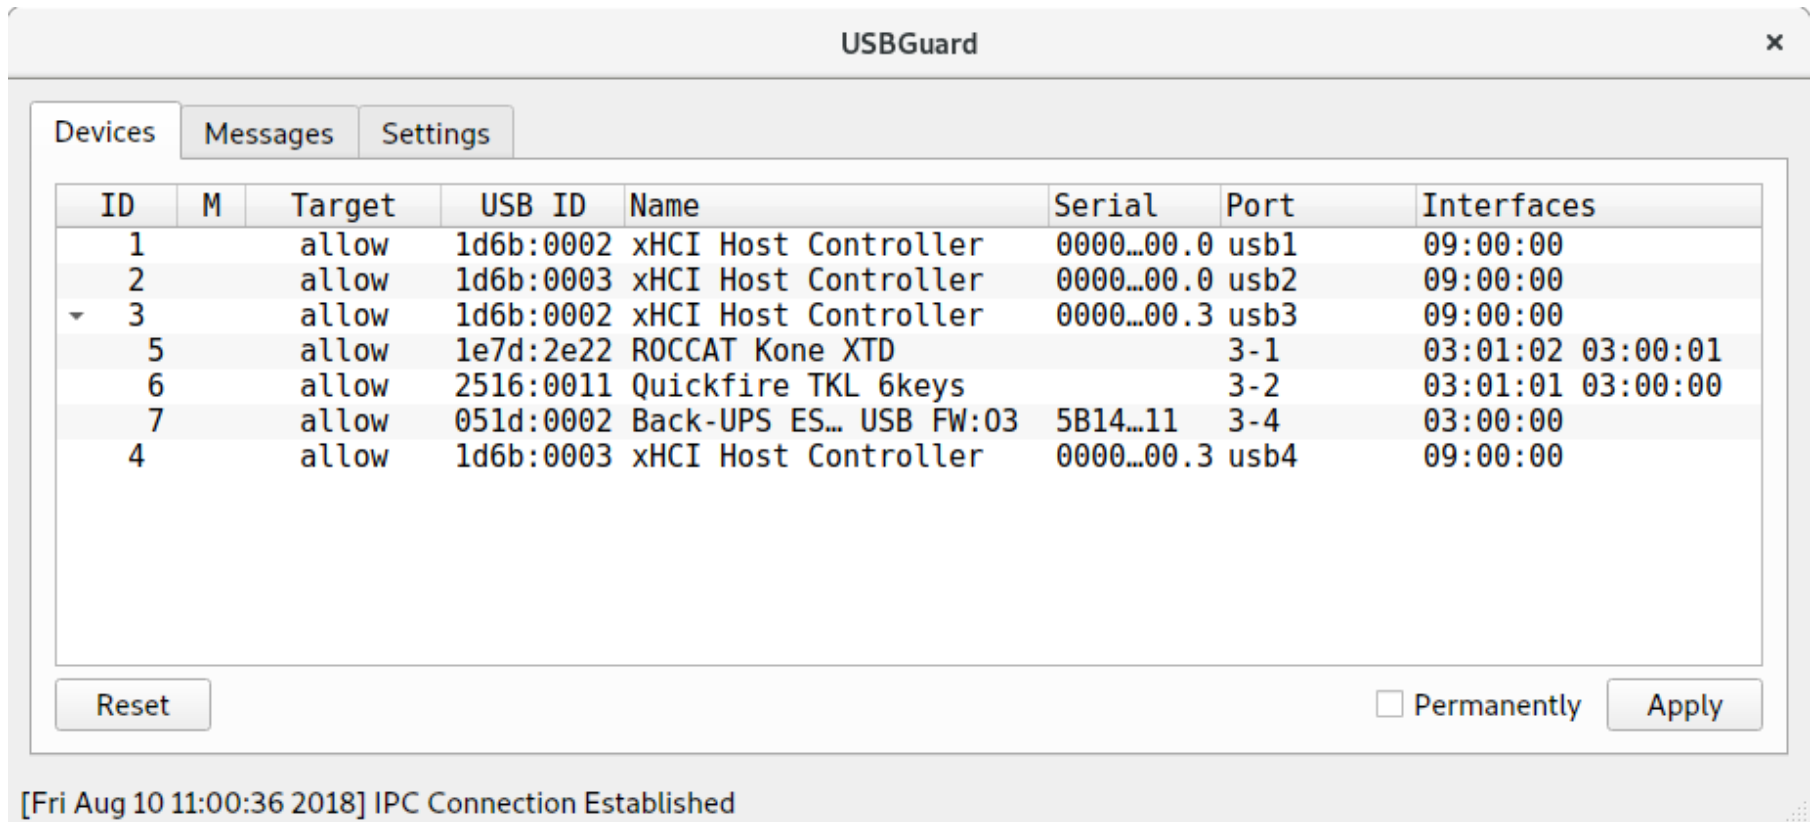 USBGuard ×
Devices Messages Settings
ID M Target USB ID Name Serial Port Interfaces
1 allow 1d6b:0002 xHCI Host Controller 0000…00.0 usb1 09:00:00
2 allow 1d6b:0003 xHCI Host Controller 0000…00.0 usb2 09:00:00
3 allow 1d6b:0002 xHCI Host Controller 0000…00.3 usb3 09:00:00
5 allow 1e7d:2e22 ROCCAT Kone XTD 3-1 03:01:02 03:00:01
6 allow 2516:0011 Quickfire TKL 6keys 3-2 03:01:01 03:00:00
7 allow 051d:0002 Back-UPS ES… USB FW:O3 5B14…11 3-4 03:00:00
4 allow 1d6b:0003 xHCI Host Controller 0000…00.3 usb4 09:00:00
Reset Permanently Apply
[Fri Aug 10 11:00:36 2018] IPC Connection Established